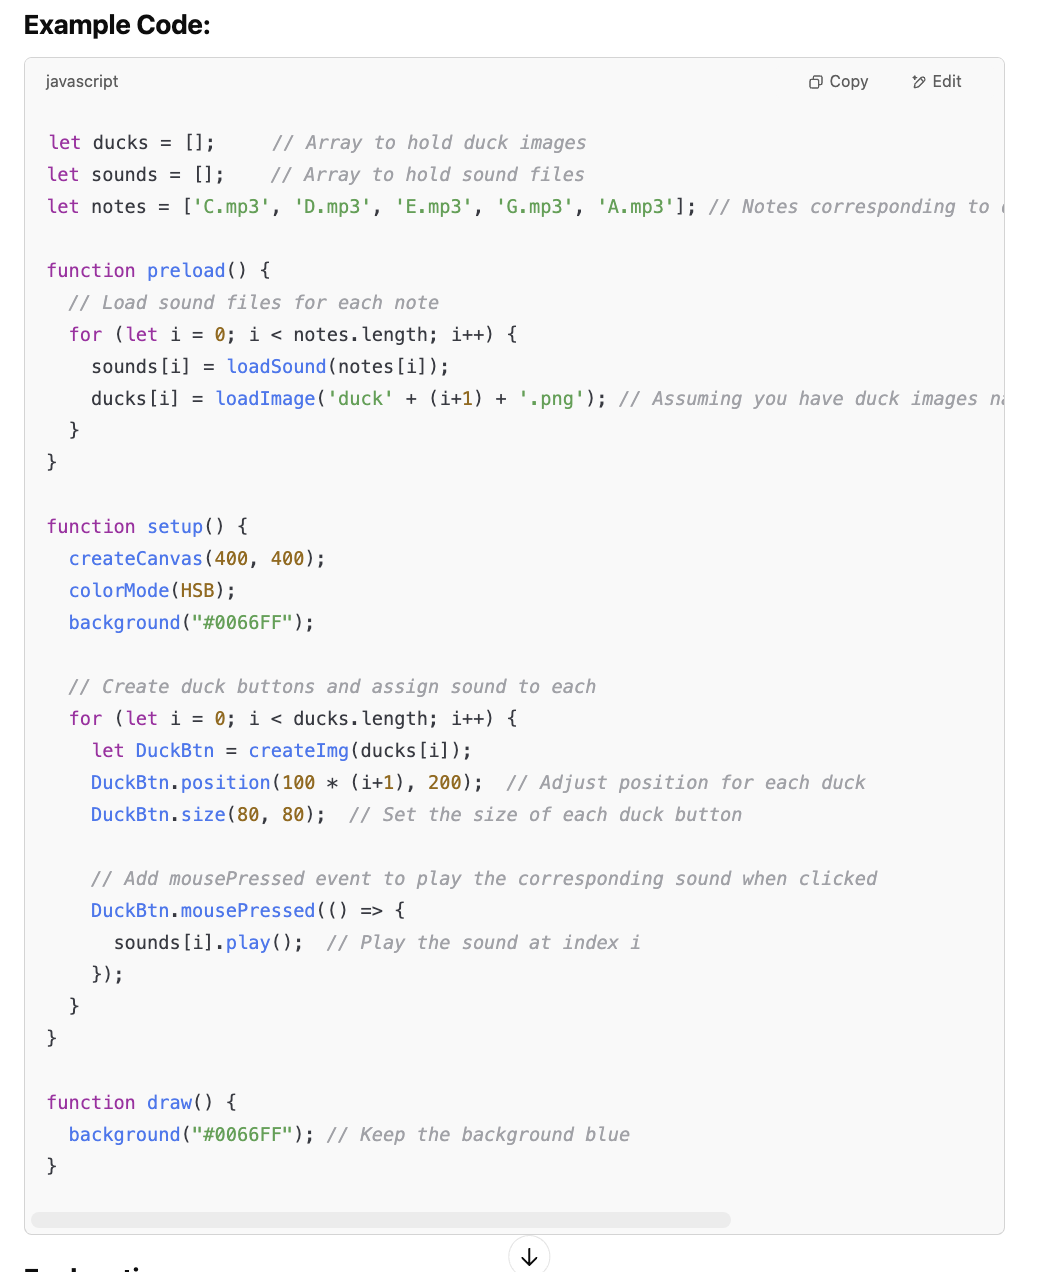 Example Code:
javascript
Copy
Edit
let ducks = [];     // Array to hold duck images
let sounds = [];    // Array to hold sound files
let notes = ['C.mp3', 'D.mp3', 'E.mp3', 'G.mp3', 'A.mp3']; // Notes corresponding to
function preload() {
  // Load sound files for each note
  for (let i = 0; i < notes.length; i++) {
    sounds[i] = loadSound(notes[i]);
    ducks[i] = loadImage('duck' + (i+1) + '.png'); // Assuming you have duck images
  }
}
function setup() {
  createCanvas(400, 400);
  colorMode(HSB);
  background("#0066FF");
  // Create duck buttons and assign sound to each
  for (let i = 0; i < ducks.length; i++) {
    let DuckBtn = createImg(ducks[i]);
    DuckBtn.position(100 * (i+1), 200);  // Adjust position for each duck
    DuckBtn.size(80, 80);  // Set the size of each duck button
    // Add mousePressed event to play the corresponding sound when clicked
    DuckBtn.mousePressed(() => {
      sounds[i].play();  // Play the sound at index i
    });
  }
}
function draw() {
  background("#0066FF"); // Keep the background blue
}